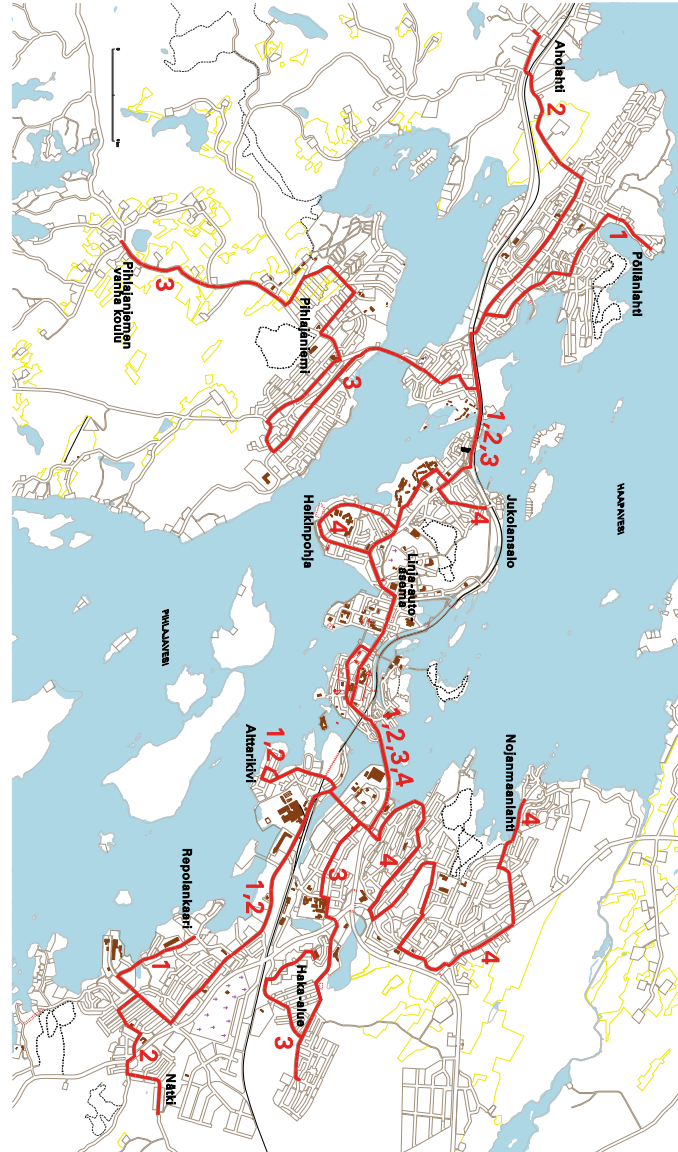 Aholahti
2
1
Pöllänlahti
3
Pihlajaniemen
vanha koulu
Pihlajaniemi
3
1,2,3
HAAPAVESI
4
Jukolansalo
4
Heikinpohja
Linja-auto-
asema
PIHLAJAVESI
1,2,3,4
1,2
Alttarikivi
Nojanmaanlahti
4
4
3
1,2
Repolankaari
4
1
Haka-alue
3
2
Nätki